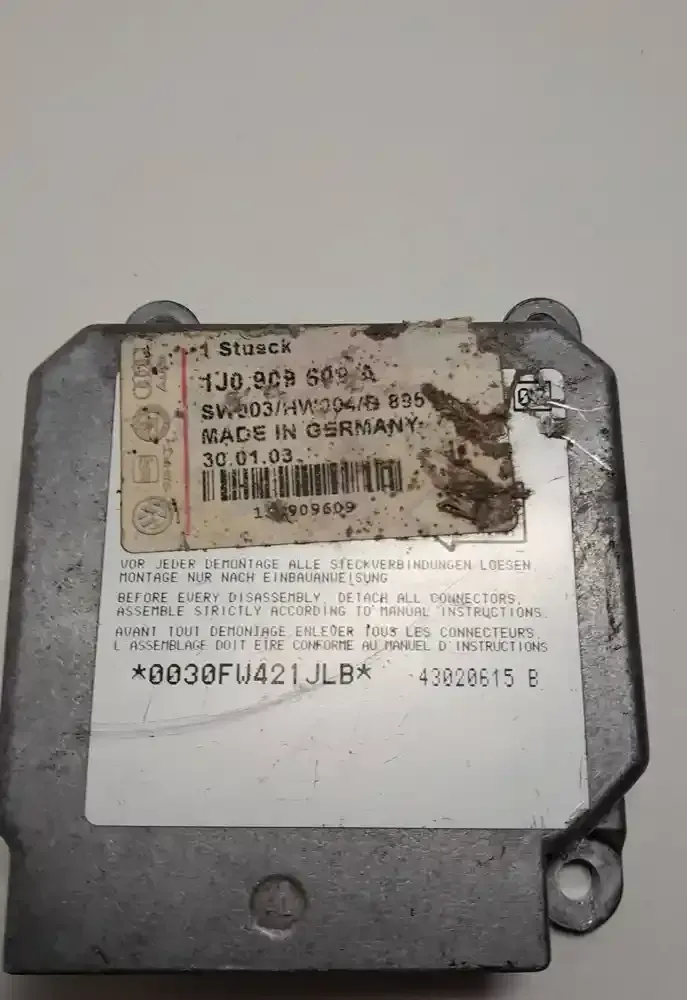 1 Stueck
1J0 909 609 A
SW003/HW004/B 895
MADE IN GERMANY
30.01.03
909609
VOR JEDER DEMONTAGE ALLE STECKVERBINDUNGEN LOESEN
MONTAGE NUR NACH EINBAUANWEISUNG
BEFORE EVERY DISASSEMBLY, DETACH ALL CONNECTORS,
ASSEMBLE STRICTLY ACCORDING TO MANUAL INSTRUCTIONS.
AVANT TOUT DEMONTAGE ENLEVER TOUS LES CONNECTEURS.
L ASSEMBLAGE DOIT ETRE CONFORME AU MANUEL D'INSTRUCTIONS
*0030FW421JLB* 43020615 B